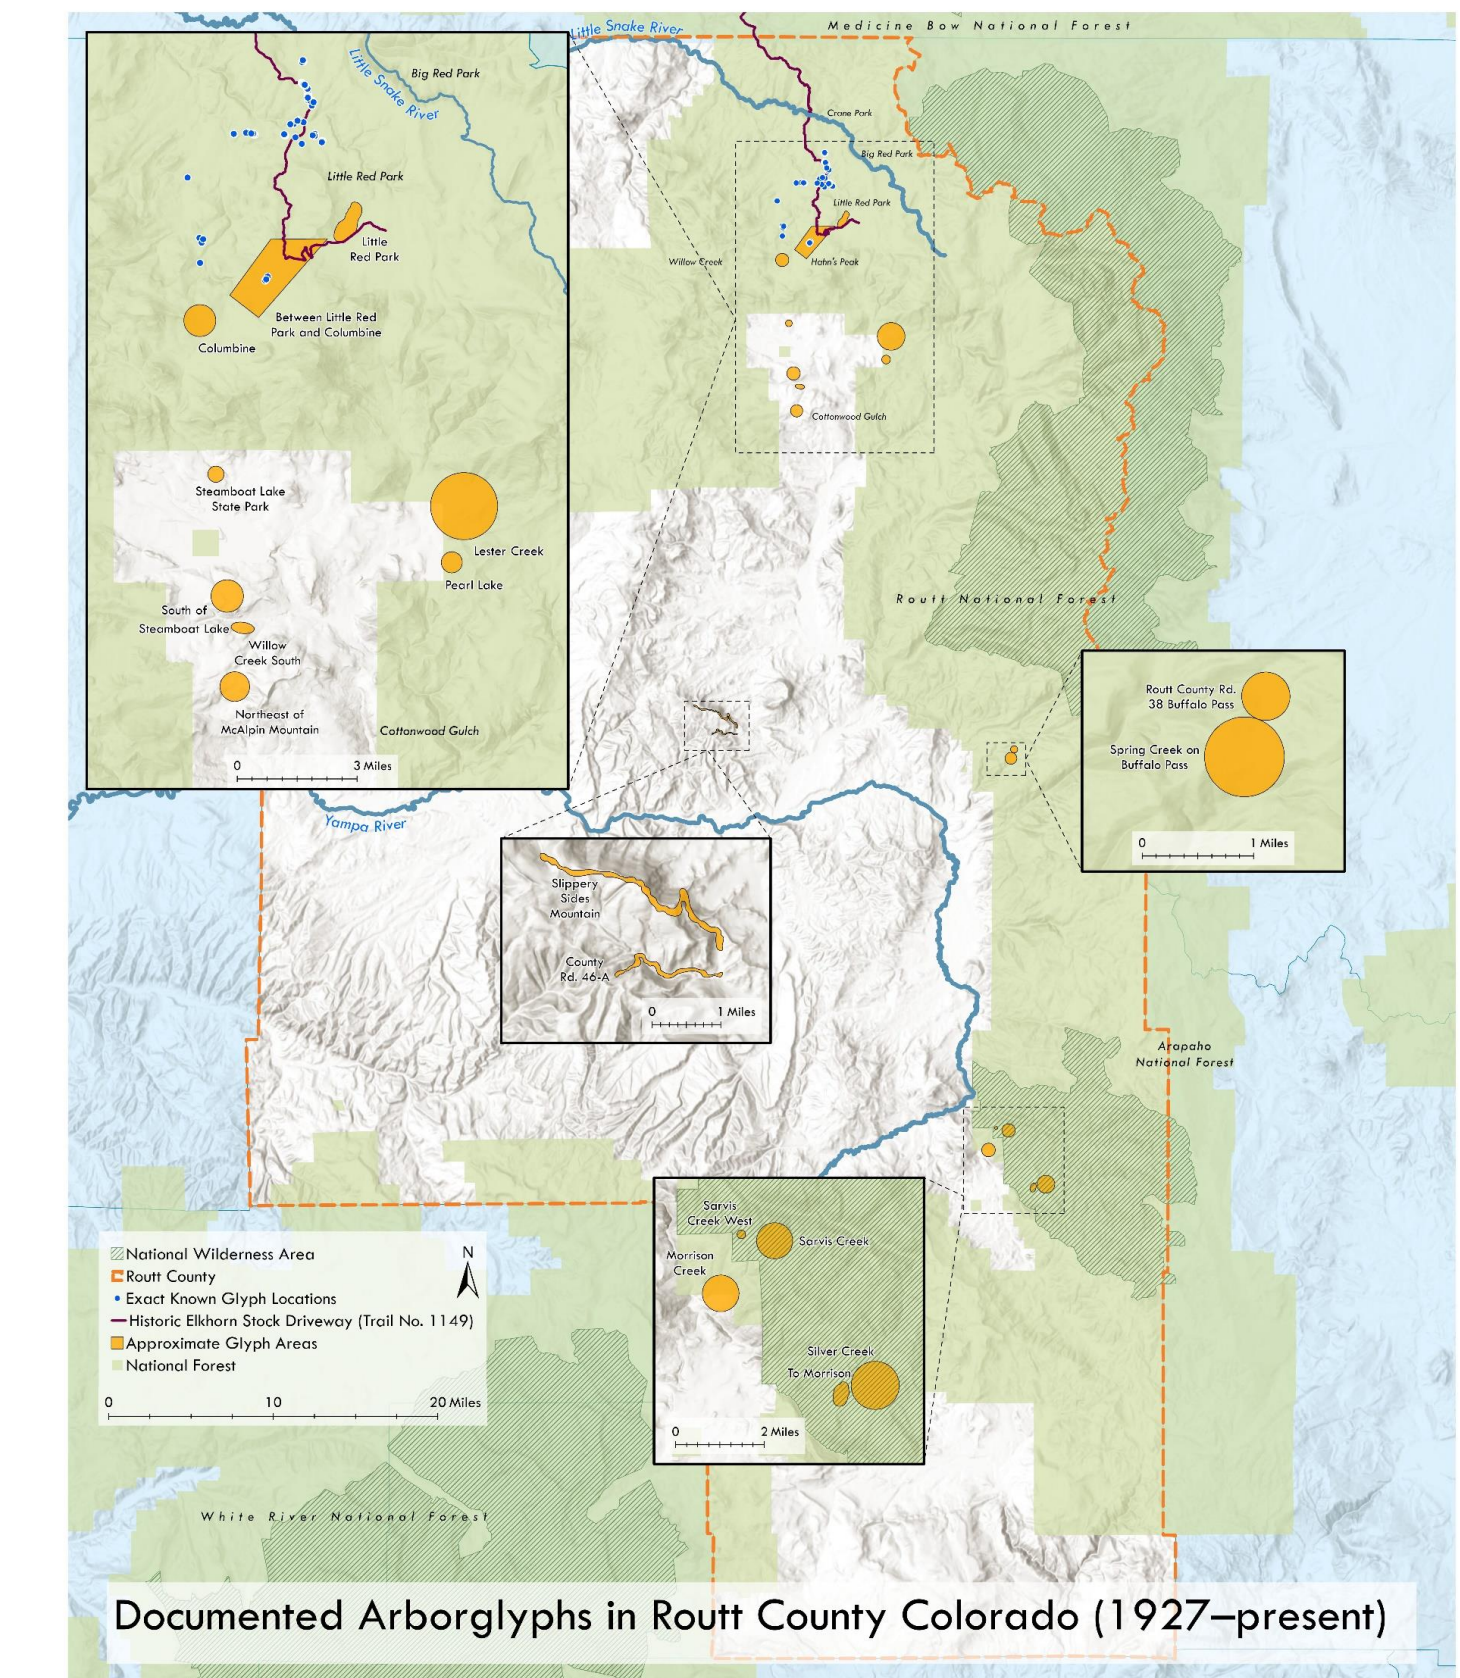 Medicine Bow National Forest
Little Snake River
Crane Park
Big Red Park
Little Red Park
Willow Creek
Hahn's Peak
Cottonwood Gulch
Routt National Forest
Little Snake River
Big Red Park
Little Red Park
Little
Red Park
Between Little Red
Park and Columbine
Columbine
Steamboat Lake
State Park
Lester Creek
Pearl Lake
South of
Steamboat Lake
Willow
Creek South
Northeast of
McAlpin Mountain
Cottonwood Gulch
0 3 Miles
Routt County Rd.
38 Buffalo Pass
Spring Creek on
Buffalo Pass
0 1 Miles
Yampa River
Slippery
Sides
Mountain
County
Rd. 46-A
0 1 Miles
Arapaho
National Forest
Sarvis
Creek West
Sarvis Creek
Morrison
Creek
Silver Creek
To Morrison
0 2 Miles
National Wilderness Area
N
Routt County
Exact Known Glyph Locations
Historic Elkhorn Stock Driveway (Trail No. 1149)
Approximate Glyph Areas
National Forest
0 10 20 Miles
White River National Forest
Documented Arborglyphs in Routt County Colorado (1927–present)